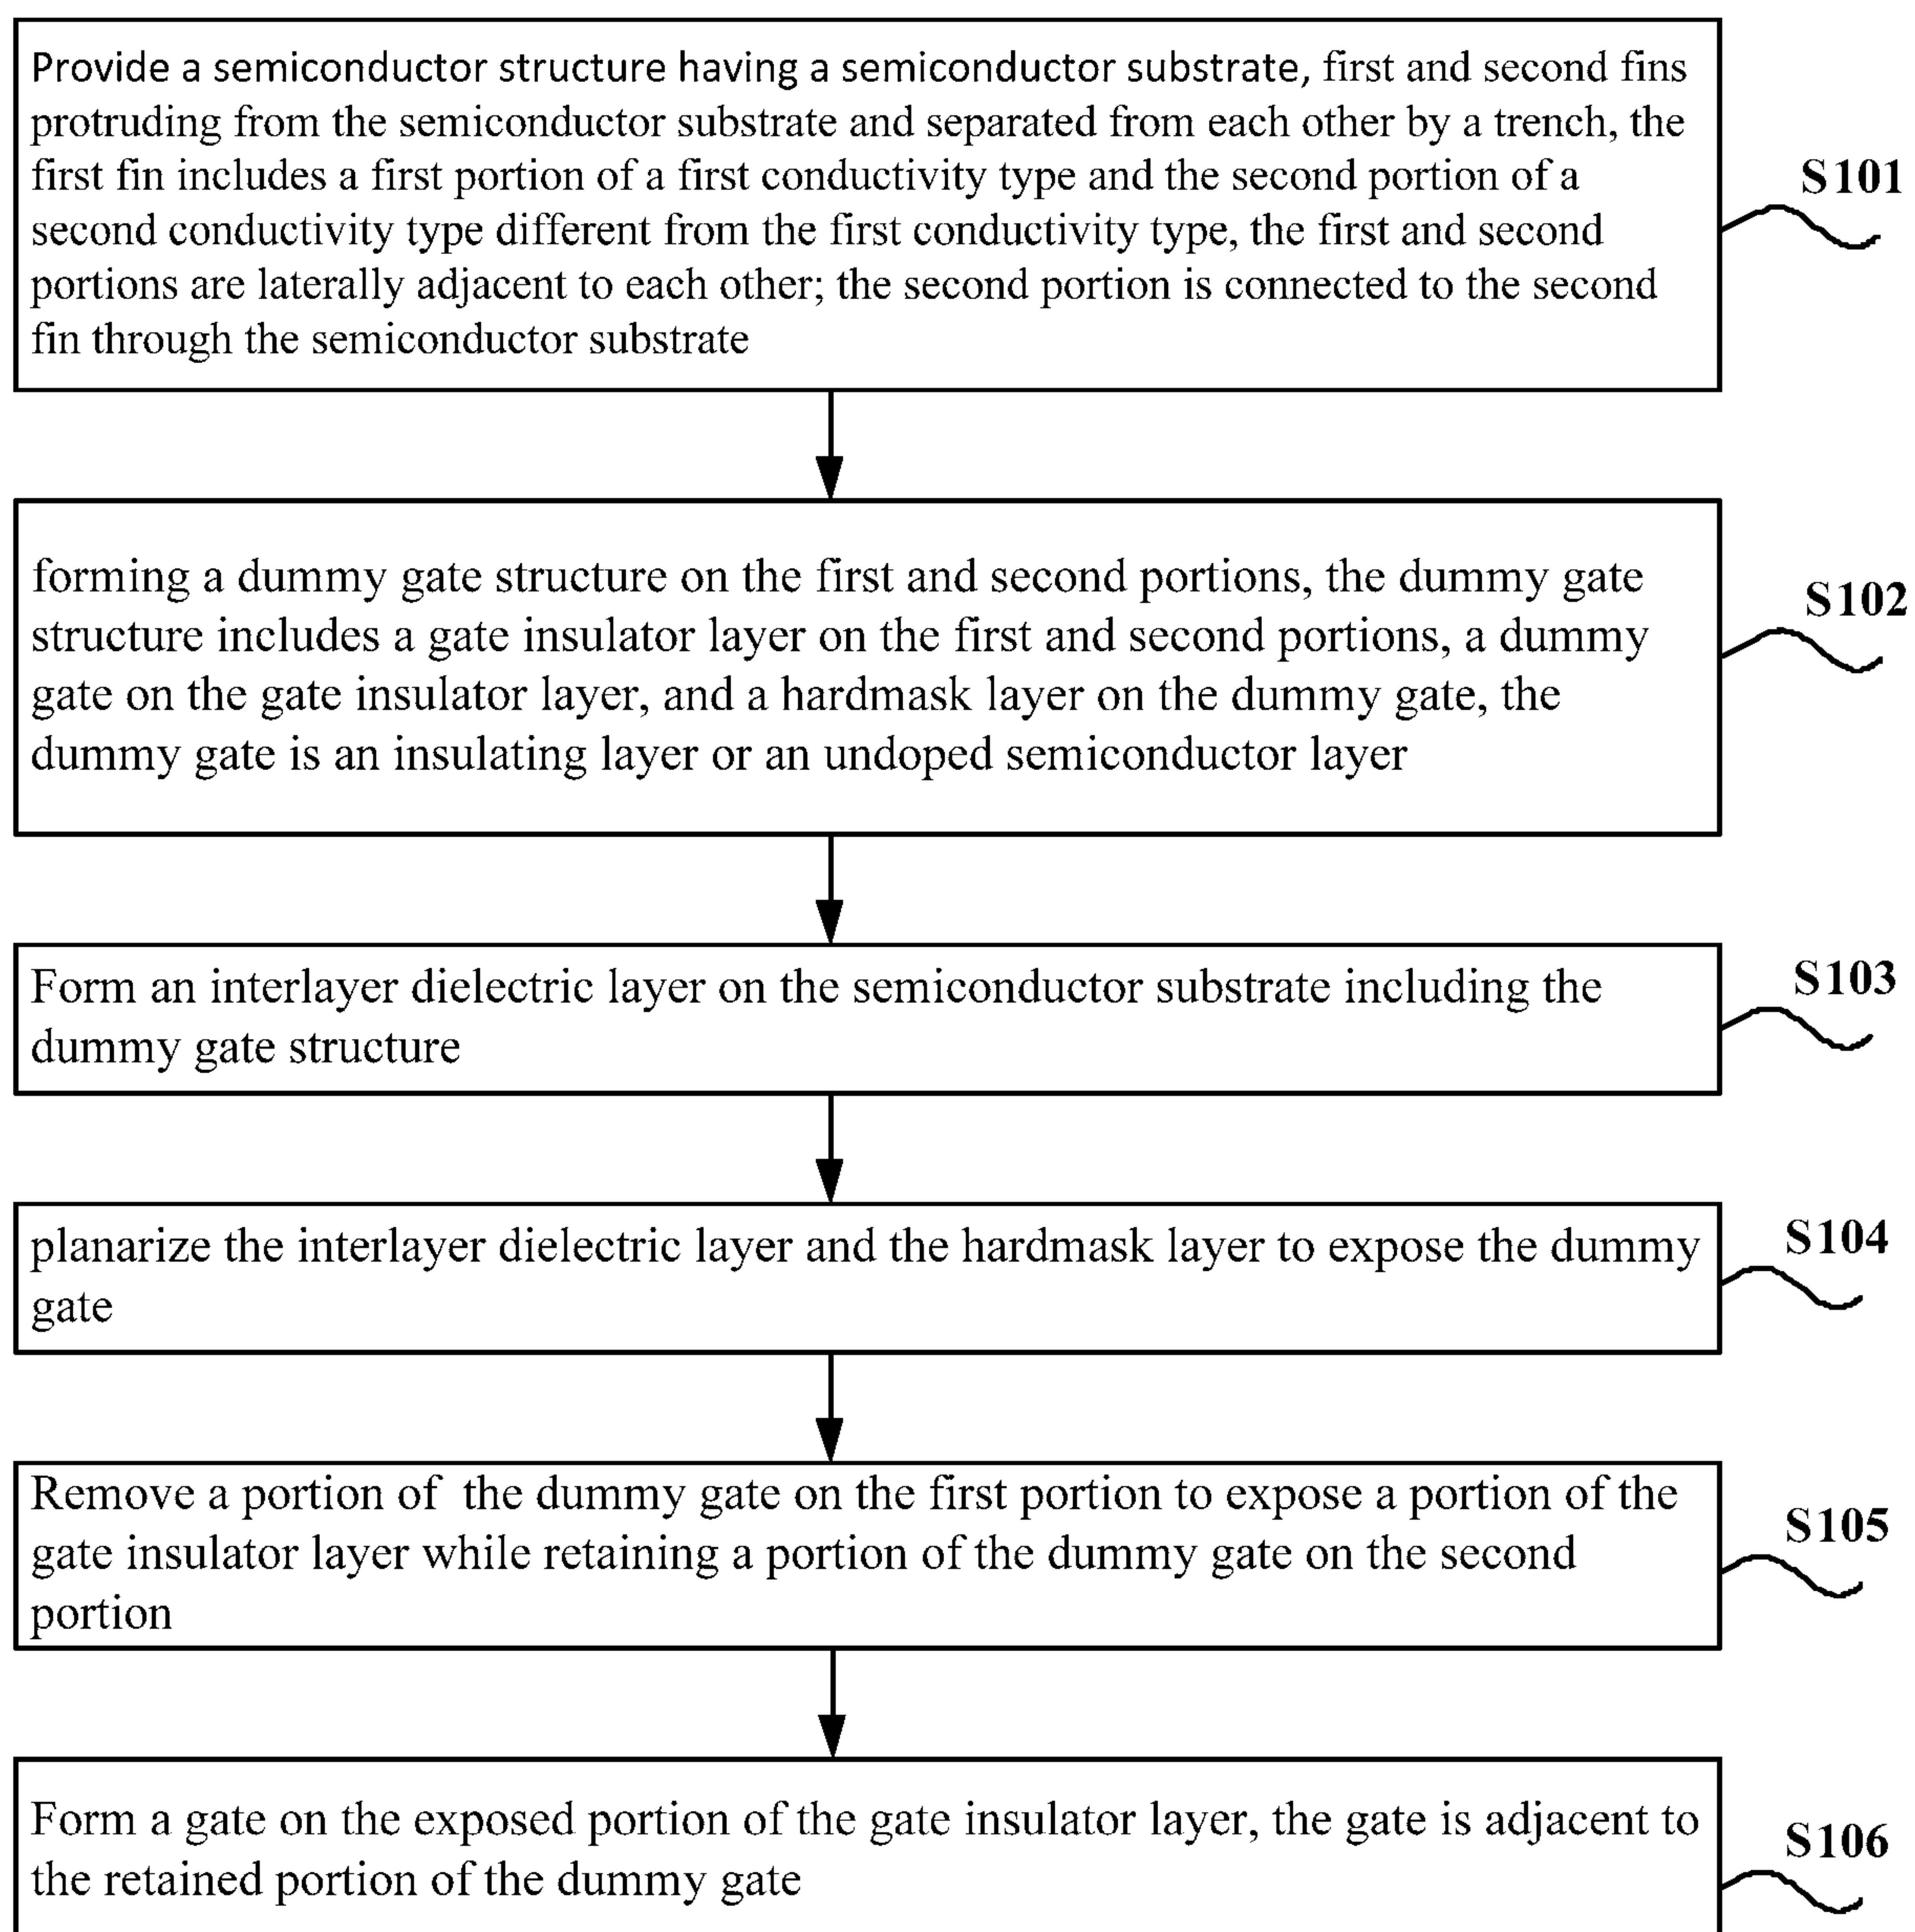 Provide a semiconductor structure having a semiconductor substrate, first and second fins
protruding from the semiconductor substrate and separated from each other by a trench, the
first fin includes a first portion of a first conductivity type and the second portion of a
second conductivity type different from the first conductivity type, the first and second
portions are laterally adjacent to each other; the second portion is connected to the second
fin through the semiconductor substrate
S101
forming a dummy gate structure on the first and second portions, the dummy gate
structure includes a gate insulator layer on the first and second portions, a dummy
gate on the gate insulator layer, and a hardmask layer on the dummy gate, the
dummy gate is an insulating layer or an undoped semiconductor layer
S102
Form an interlayer dielectric layer on the semiconductor substrate including the
dummy gate structure
S103
planarize the interlayer dielectric layer and the hardmask layer to expose the dummy
gate
S104
Remove a portion of the dummy gate on the first portion to expose a portion of the
gate insulator layer while retaining a portion of the dummy gate on the second
portion
S105
Form a gate on the exposed portion of the gate insulator layer, the gate is adjacent to
the retained portion of the dummy gate
S106